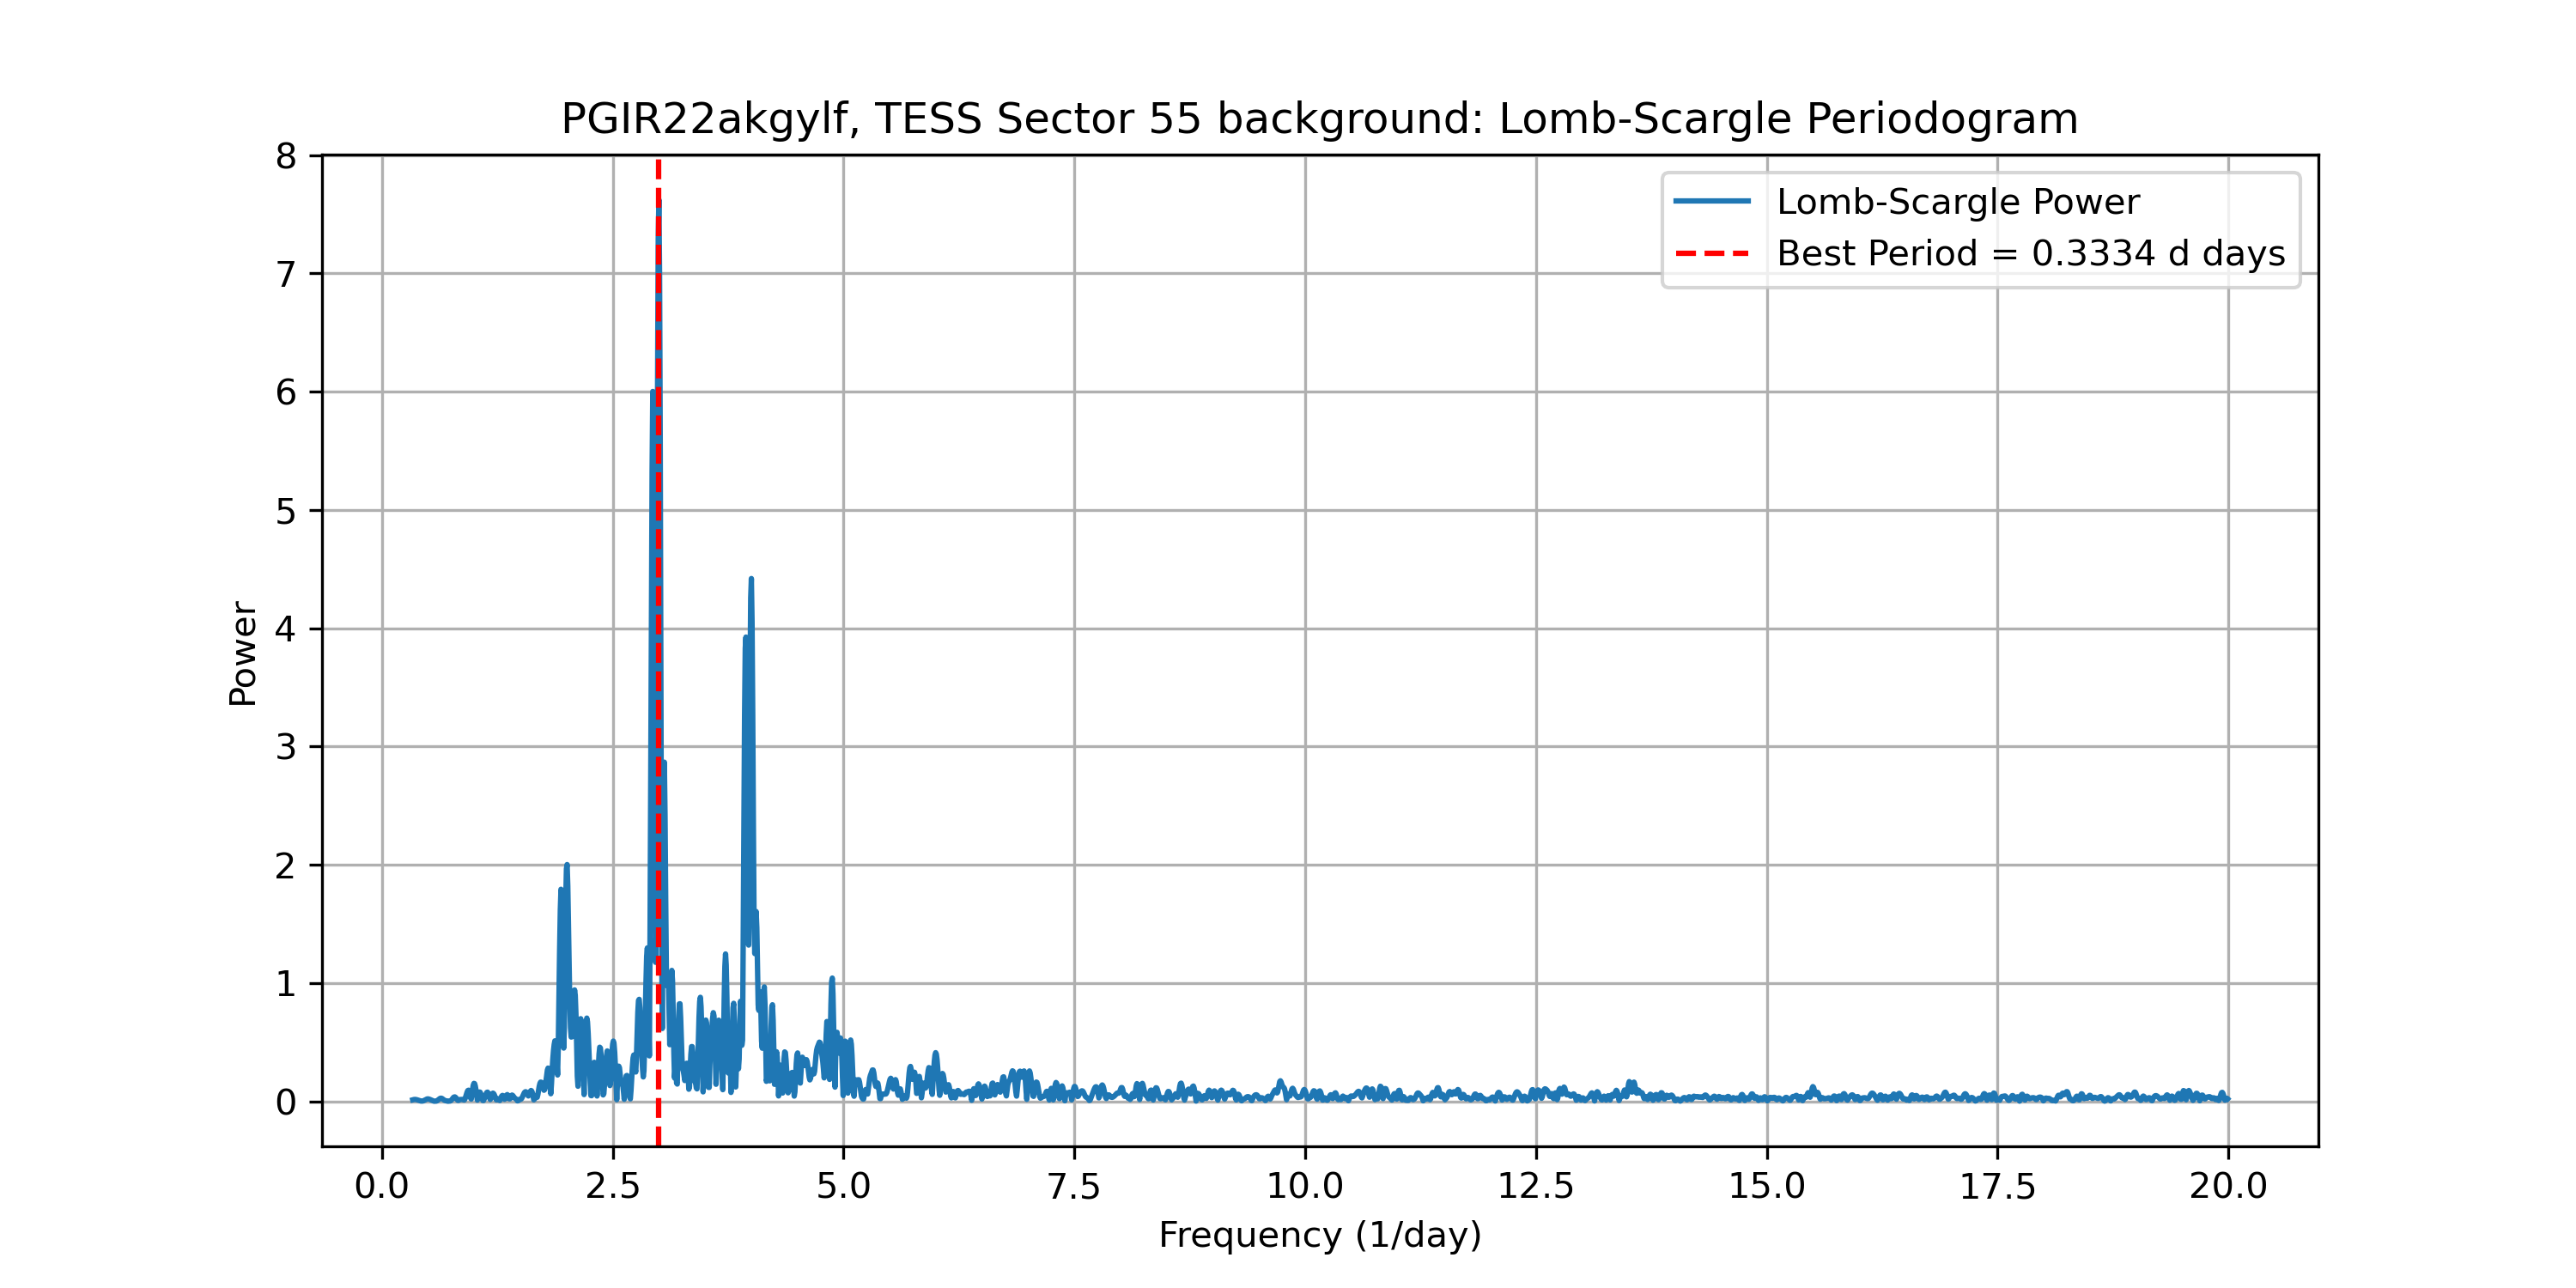 PGIR22akgylf, TESS Sector 55 background: Lomb-Scargle Periodogram
8
7
6
5
4
3
2
1
0
Power
Lomb-Scargle Power
Best Period = 0.3334 d days
0.0 2.5 5.0 7.5 10.0 12.5 15.0 17.5 20.0
Frequency (1/day)